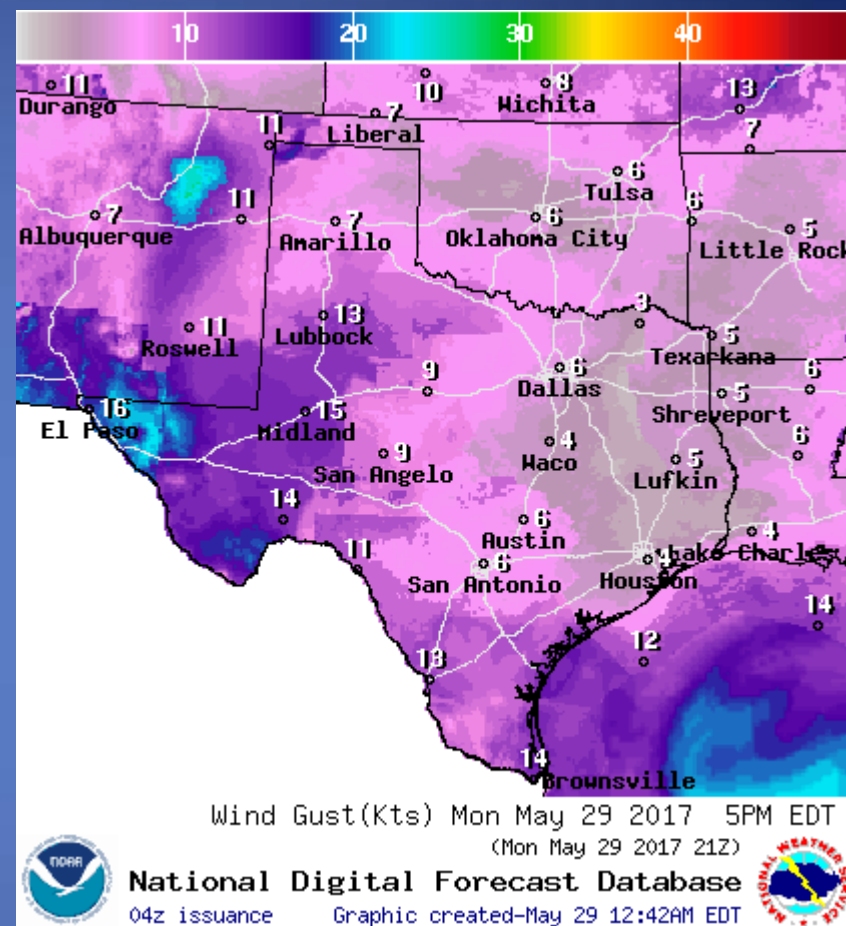 10 20 30 40
11
Durango
10
8
Wichita
13
7
Liberal
11
7
6
Tulsa
7
Albuquerque
11
7
Amarillo
6
Oklahoma City
6
5
Little Rock
11
Roswell
13
Lubbock
3
5
Texarkana
9
6
Dallas
5
Shreveport
6
16
El Paso
15
Midland
9
San Angelo
4
Waco
5
Lufkin
6
14
6
Austin
4
Lake Charles
11
6
San Antonio
4
Houston
14
12
13
14
Brownsville
Wind Gust(Kts) Mon May 29 2017 5PM EDT
(Mon May 29 2017 21Z)
NOAA
National Digital Forecast Database
04z issuance Graphic created-May 29 12:42AM EDT
NATIONAL WEATHER SERVICE